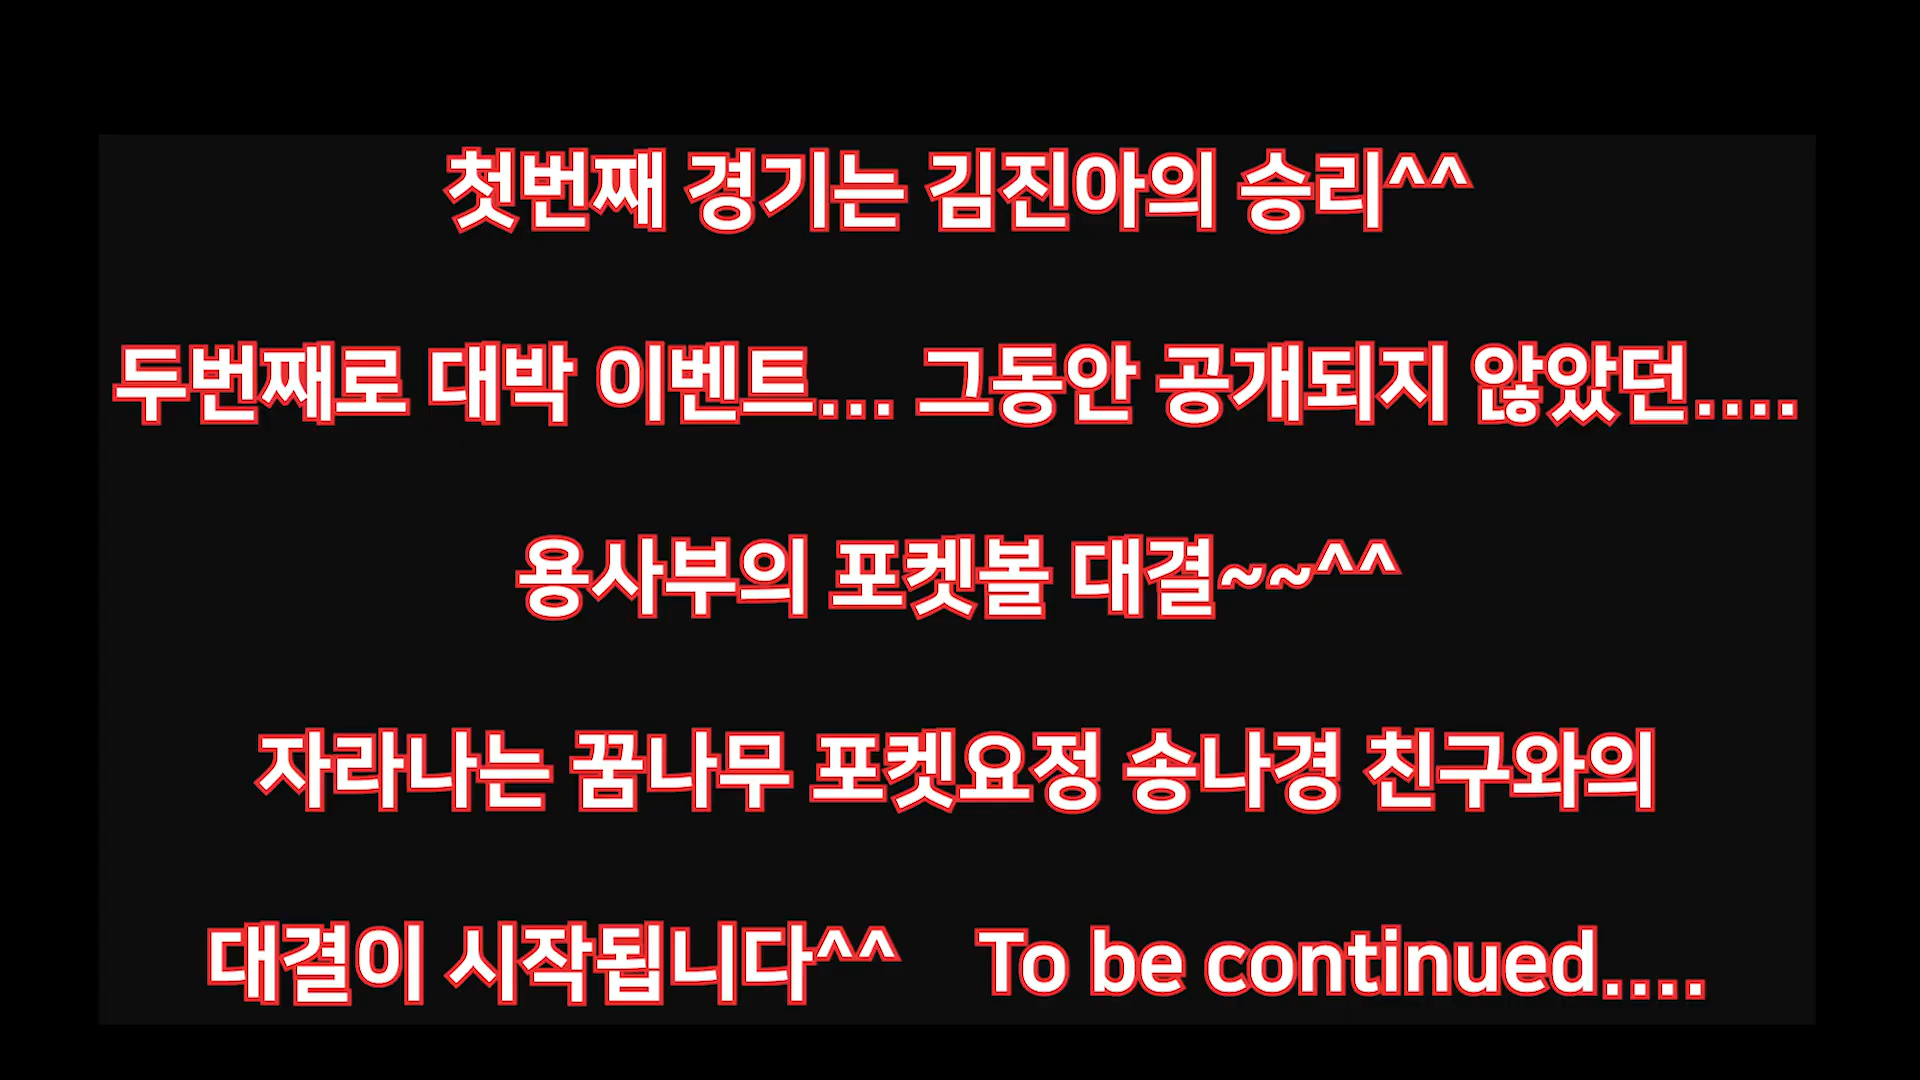 첫번째 경기는 김진아의 승리^^
두번째로 대박 이벤트... 그동안 공개되지 않았던....
용사부의 포켓볼 대결~~^^
자라나는 꿈나무 포켓요정 송나경 친구와의
대결이 시작됩니다^^ To be continued....